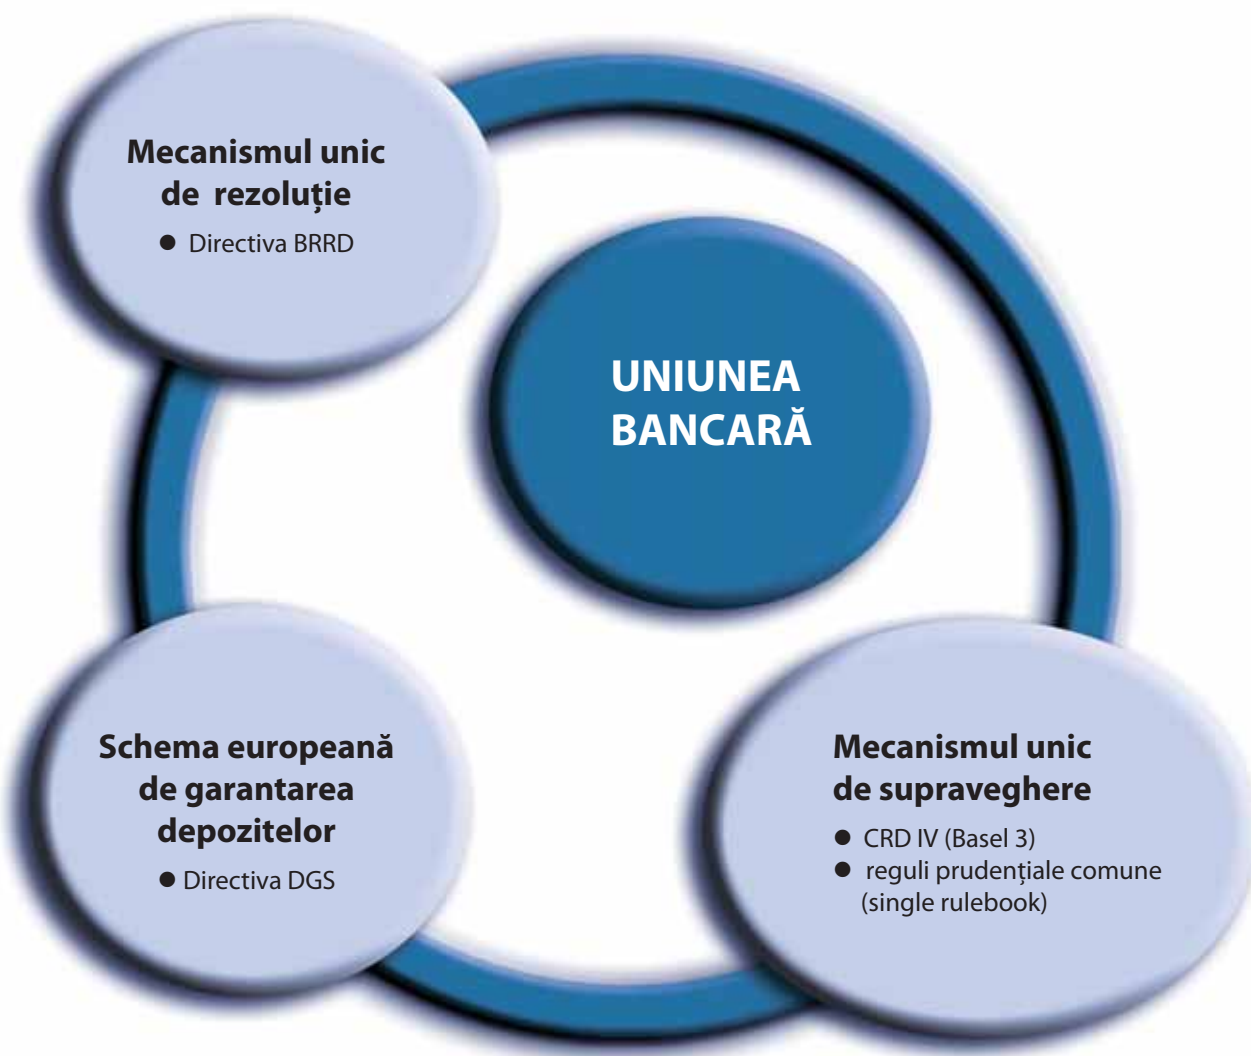 Mecanismul unic
de rezoluție
● Directiva BRRD
UNIUNEA
BANCARĂ
Schema europeană
de garantarea
depozitelor
● Directiva DGS
Mecanismul unic
de supraveghere
● CRD IV (Basel 3)
● reguli prudențiale comune
(single rulebook)